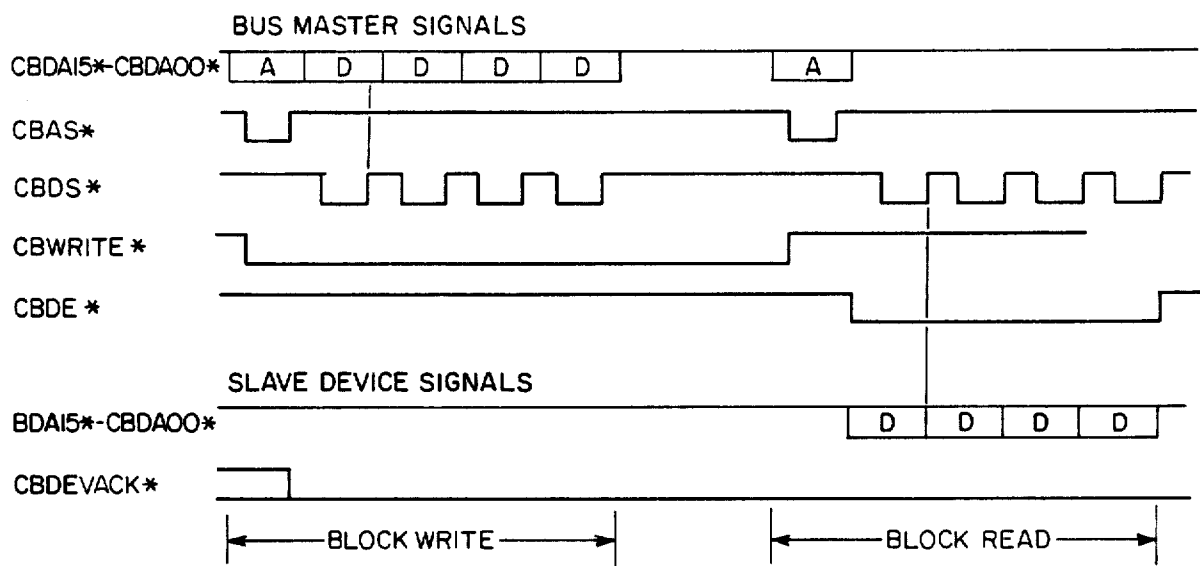 BUS MASTER SIGNALS
CBDA15*-CBDA00* A D D D D A
CBAS*
CBDS*
CBWRITE*
CBDE*
SLAVE DEVICE SIGNALS
BDA15*-CBDA00* D D D D
CBDEVACK*
BLOCK WRITE BLOCK READ